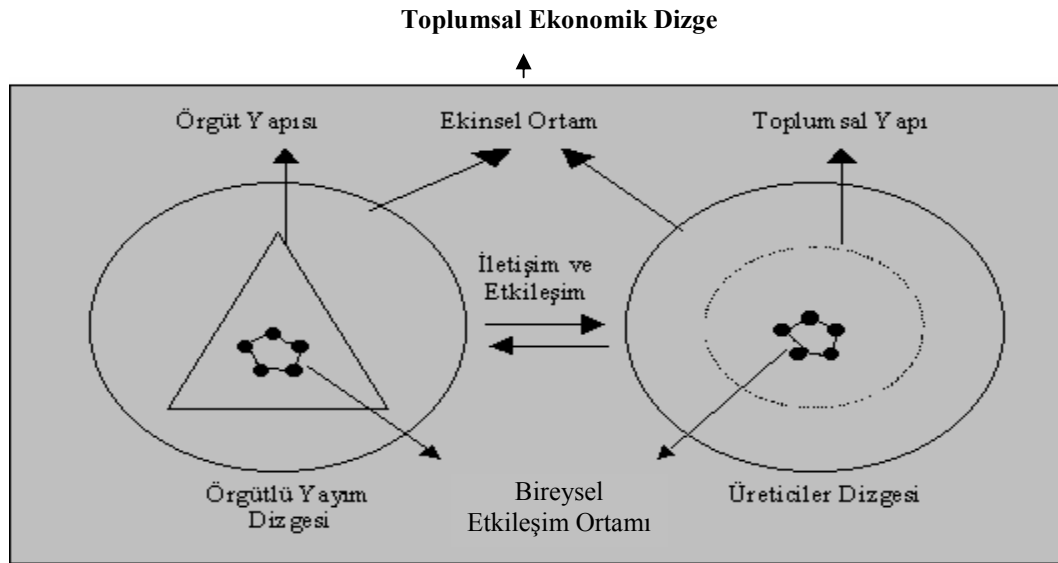 Toplumsal Ekonomik Dizge
Örgüt Yapısı
Ekinsel Ortam
Toplumsal Yapı
İletişim ve
Etkileşim
Örgütlü Yayım
Dizgesi
Bireysel
Etkileşim Ortamı
Üreticiler Dizgesi